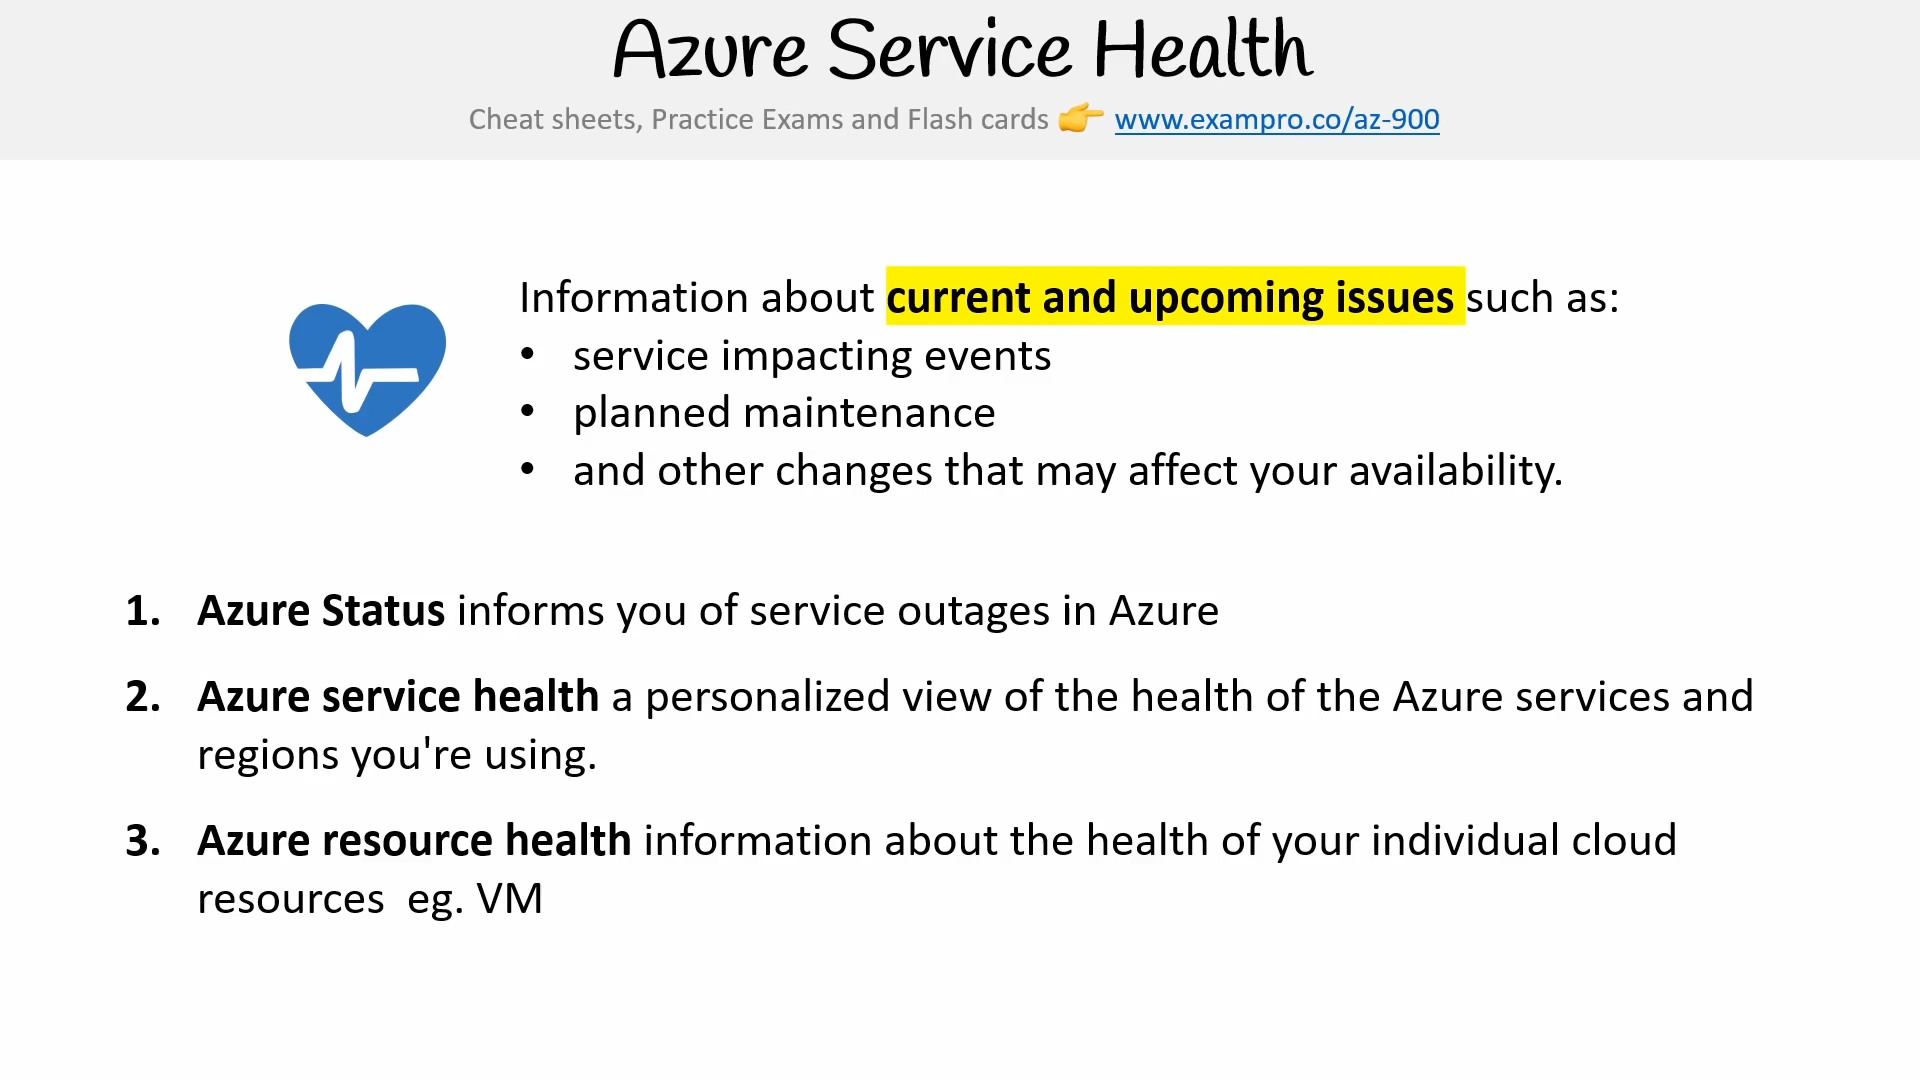 Azure Service Health
Cheat sheets, Practice Exams and Flash cards 👉 www.exampro.co/az-900
Information about current and upcoming issues such as:
• service impacting events
• planned maintenance
• and other changes that may affect your availability.
1. Azure Status informs you of service outages in Azure
2. Azure service health a personalized view of the health of the Azure services and
regions you're using.
3. Azure resource health information about the health of your individual cloud
resources  eg. VM